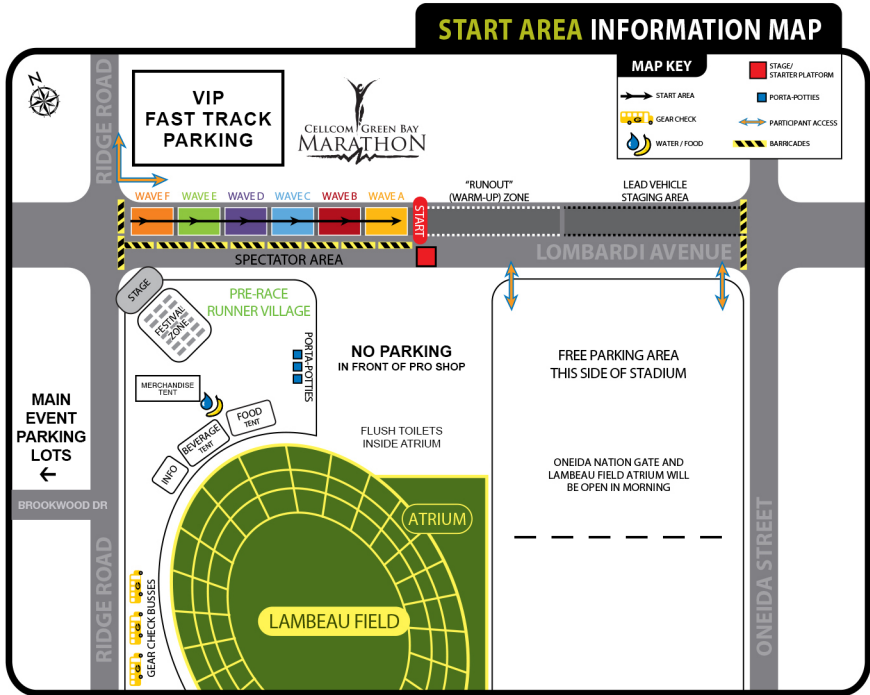 START AREA INFORMATION MAP
MAP KEY
START AREA
G
GEAR CHECK
WATER / FOOD
STAGE/
STARTER PLATFORM
PORTA-POTTIES
PARTICIPANT ACCESS
BARRICADES
N
RIDGE ROAD
VIP
FAST TRACK
PARKING
CELLCOM GREEN BAY
MARATHON
WAVE F
WAVE E
WAVE D
WAVE C
WAVE B
WAVE A
START
"RUNOUT"
(WARM-UP) ZONE
LEAD VEHICLE
STAGING AREA
SPECTATOR AREA
LOMBARDI AVENUE
STAGE
FESTIVAL
ZONE
PRE-RACE
RUNNER VILLAGE
PORTA-POTTIES
NO PARKING
IN FRONT OF PRO SHOP
FREE PARKING AREA
THIS SIDE OF STADIUM
MERCHANDISE
TENT
FOOD
TENT
BEVERAGE
TENT
INFO
FLUSH TOILETS
INSIDE ATRIUM
MAIN
EVENT
PARKING
LOTS
BROOKWOOD DR
ONEIDA NATION GATE AND
LAMBEAU FIELD ATRIUM WILL
BE OPEN IN MORNING
ATRIUM
LAMBEAU FIELD
RIDGE ROAD
G
G
G
GEAR CHECK BUSSES
ONEIDA STREET